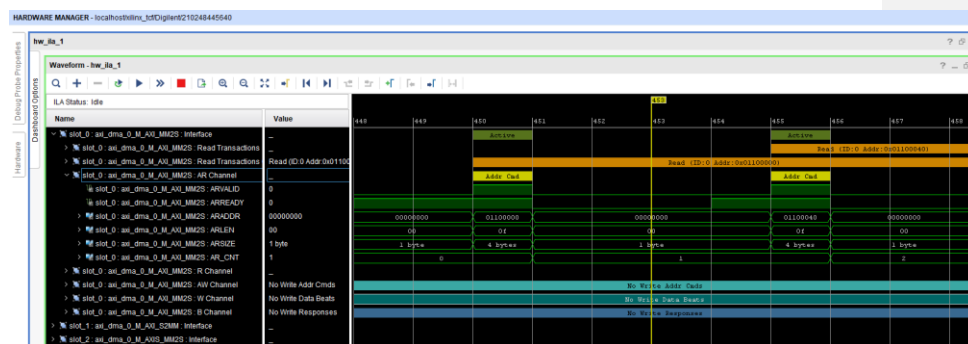 HARDWARE MANAGER - localhost/xilinx_tcf/Digilent/210248445640
hw_ila_1
Waveform - hw_ila_1
Debug Probe Properties
Hardware
Dashboard Options
ILA Status: Idle
Name Value
453
448 449 450 451 452 453 454 455 456 457 458
slot_0 : axi_dma_0_M_AXI_MM2S : Interface _ Active Active
slot_0 : axi_dma_0_M_AXI_MM2S : Read Transactions _ Read (ID:0 Addr:0x01100040)
slot_0 : axi_dma_0_M_AXI_MM2S : Read Transactions Read (ID:0 Addr:0x01100 Read (ID:0 Addr:0x01100000)
slot_0 : axi_dma_0_M_AXI_MM2S : AR Channel _ Addr Cmd Addr Cmd
slot_0 : axi_dma_0_M_AXI_MM2S : ARVALID 0
slot_0 : axi_dma_0_M_AXI_MM2S : ARREADY 0
slot_0 : axi_dma_0_M_AXI_MM2S : ARADDR 00000000 00000000 01100000 00000000 01100040 00000000
slot_0 : axi_dma_0_M_AXI_MM2S : ARLEN 00 00 0f 00 0f 00
slot_0 : axi_dma_0_M_AXI_MM2S : ARSIZE 1 byte 1 byte 4 bytes 1 byte 4 bytes 1 byte
slot_0 : axi_dma_0_M_AXI_MM2S : AR_CNT 1 0 1 2
slot_0 : axi_dma_0_M_AXI_MM2S : R Channel _
slot_0 : axi_dma_0_M_AXI_MM2S : AW Channel No Write Addr Cmds No Write Addr Cmds
slot_0 : axi_dma_0_M_AXI_MM2S : W Channel No Write Data Beats No Write Data Beats
slot_0 : axi_dma_0_M_AXI_MM2S : B Channel No Write Responses No Write Responses
slot_1 : axi_dma_0_M_AXI_S2MM : Interface _
slot_2 : axi_dma_0_M_AXIS_MM2S : Interface _